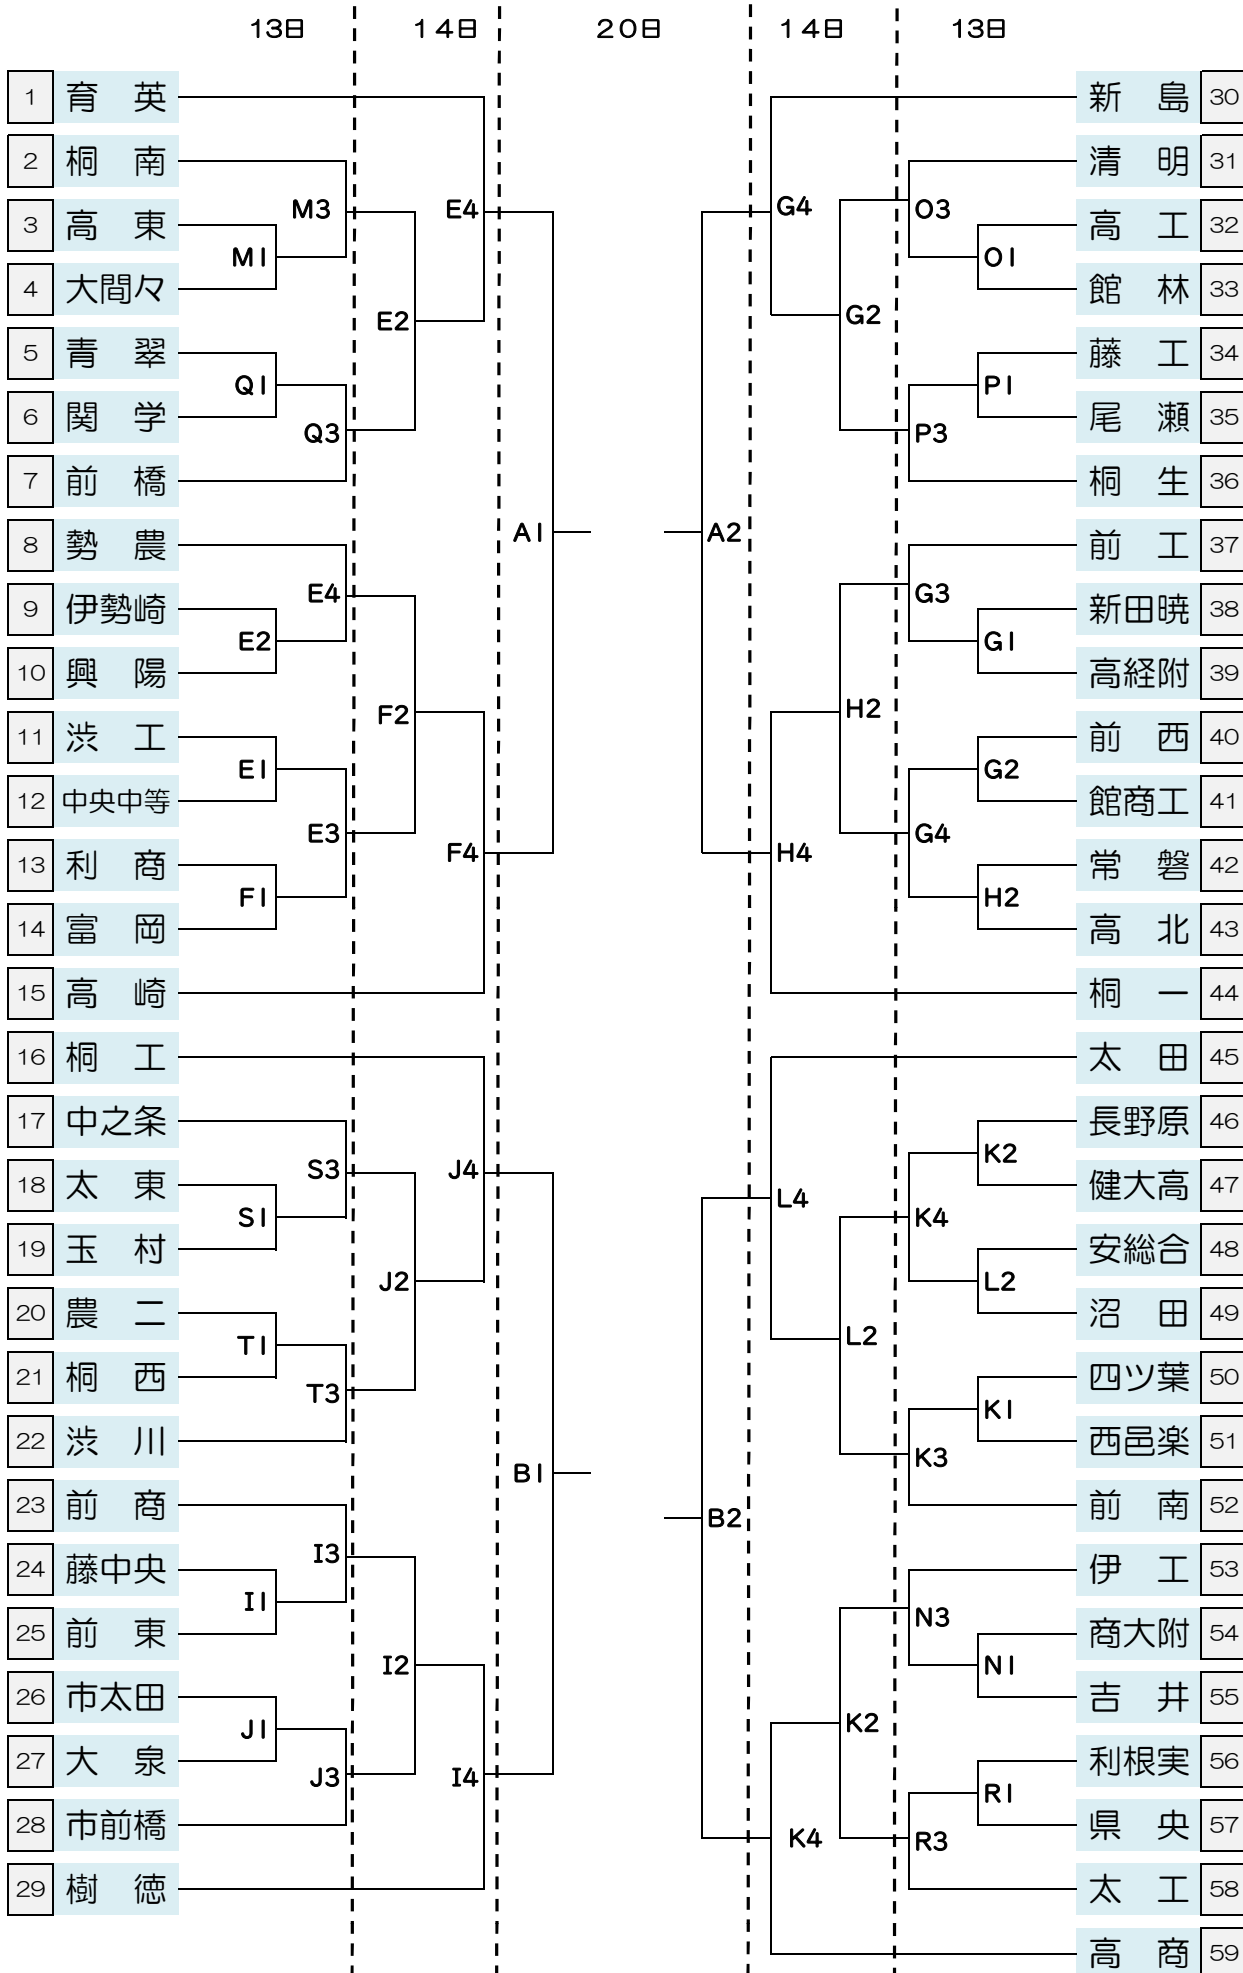 13日 14日 20日 14日 13日
1 育 英
2 桐 南
3 高 東
4 大間々
5 青 翠
6 関 学
7 前 橋
8 勢 農
9 伊勢崎
10 興 陽
11 渋 工
12 中央中等
13 利 商
14 富 岡
15 高 崎
16 桐 工
17 中之条
18 太 東
19 玉 村
20 農 二
21 桐 西
22 渋 川
23 前 商
24 藤中央
25 前 東
26 市太田
27 大 泉
28 市前橋
29 樹 徳
M3
M1
Q1
Q3
E4
E2
E1
E3
F1
S3
S1
T1
T3
I3
I1
J1
J3
E2
F2
J2
I2
E4
F4
J4
I4
A1
B1
A2
B2
G4
H4
L4
K4
G2
H2
L2
K2
O3
O1
P1
P3
G3
G1
G2
G4
H2
K2
K4
L2
K1
K3
N3
N1
R1
R3
新 島 30
清 明 31
高 工 32
館 林 33
藤 工 34
尾 瀬 35
桐 生 36
前 工 37
新田暁 38
高経附 39
前 西 40
館商工 41
常 磐 42
高 北 43
桐 一 44
太 田 45
長野原 46
健大高 47
安総合 48
沼 田 49
四ツ葉 50
西邑楽 51
前 南 52
伊 工 53
商大附 54
吉 井 55
利根実 56
県 央 57
太 工 58
高 商 59